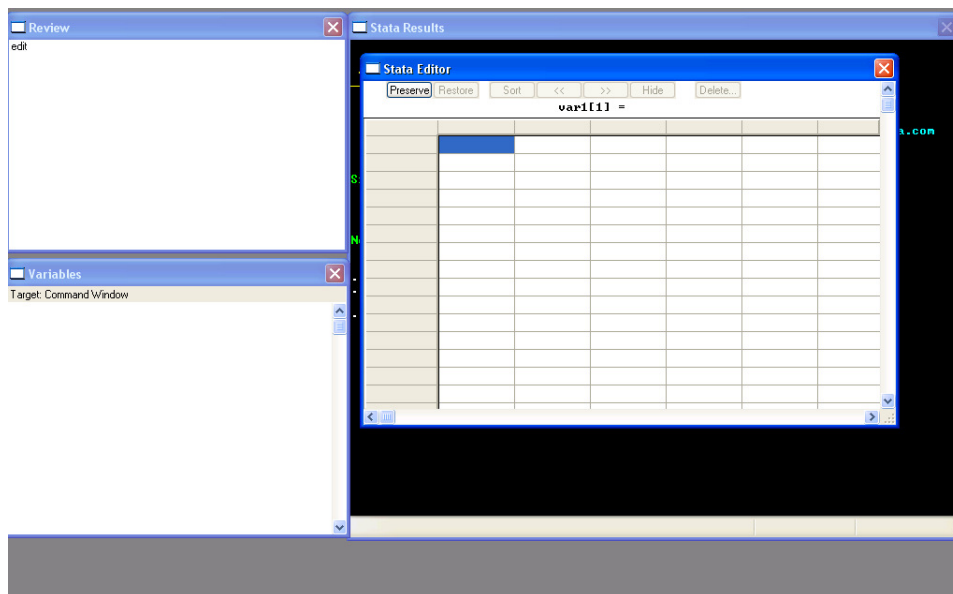 Review
edit
Variables
Target: Command Window
Stata Results
Stata Editor
Preserve Restore Sort << >> Hide Delete...
var1[1] =
a.com